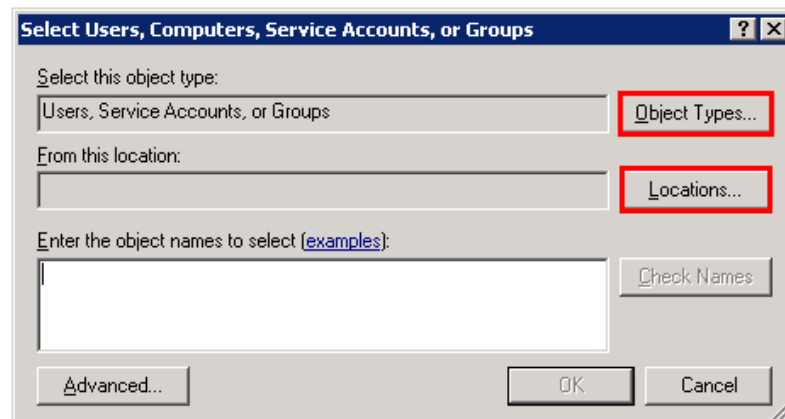 Select Users, Computers, Service Accounts, or Groups
Select this object type:
Users, Service Accounts, or Groups
Object Types...
From this location:
Locations...
Enter the object names to select (examples):
Check Names
Advanced...
OK
Cancel